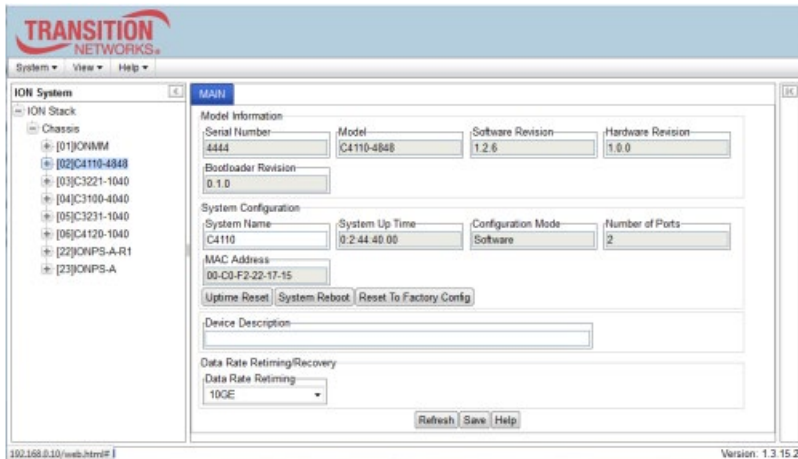 TRANSITION
NETWORKS®
System View Help
ION System
ION Stack
Chassis
[01]IONMM
[02]C4110-4848
[03]C3221-1040
[04]C3100-4040
[05]C3231-1040
[06]C4120-1040
[22]IONPS-A-R1
[23]IONPS-A
MAIN
Model Information
Serial Number Model Software Revision Hardware Revision
4444 C4110-4848 1.2.6 1.0.0
Bootloader Revision
0.1.0
System Configuration
System Name System Up Time Configuration Mode Number of Ports
C4110 0:2:44:40.00 Software 2
MAC Address
00-C0-F2-22-17-15
Uptime Reset System Reboot Reset To Factory Config
Device Description
Data Rate Retiming/Recovery
Data Rate Retiming
10GE
Refresh Save Help
192.168.0.10/web.html# Version: 1.3.15.2